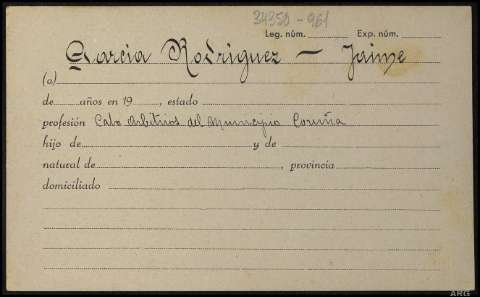 34350-961
Leg. núm. Exp. núm.
Garcia Rodriguez - Jaime
(a)
de años en 19 , estado
profesión Cabo Arbitrios del Municipio Coruña
hijo de y de
natural de , provincia
domiciliado
ARG